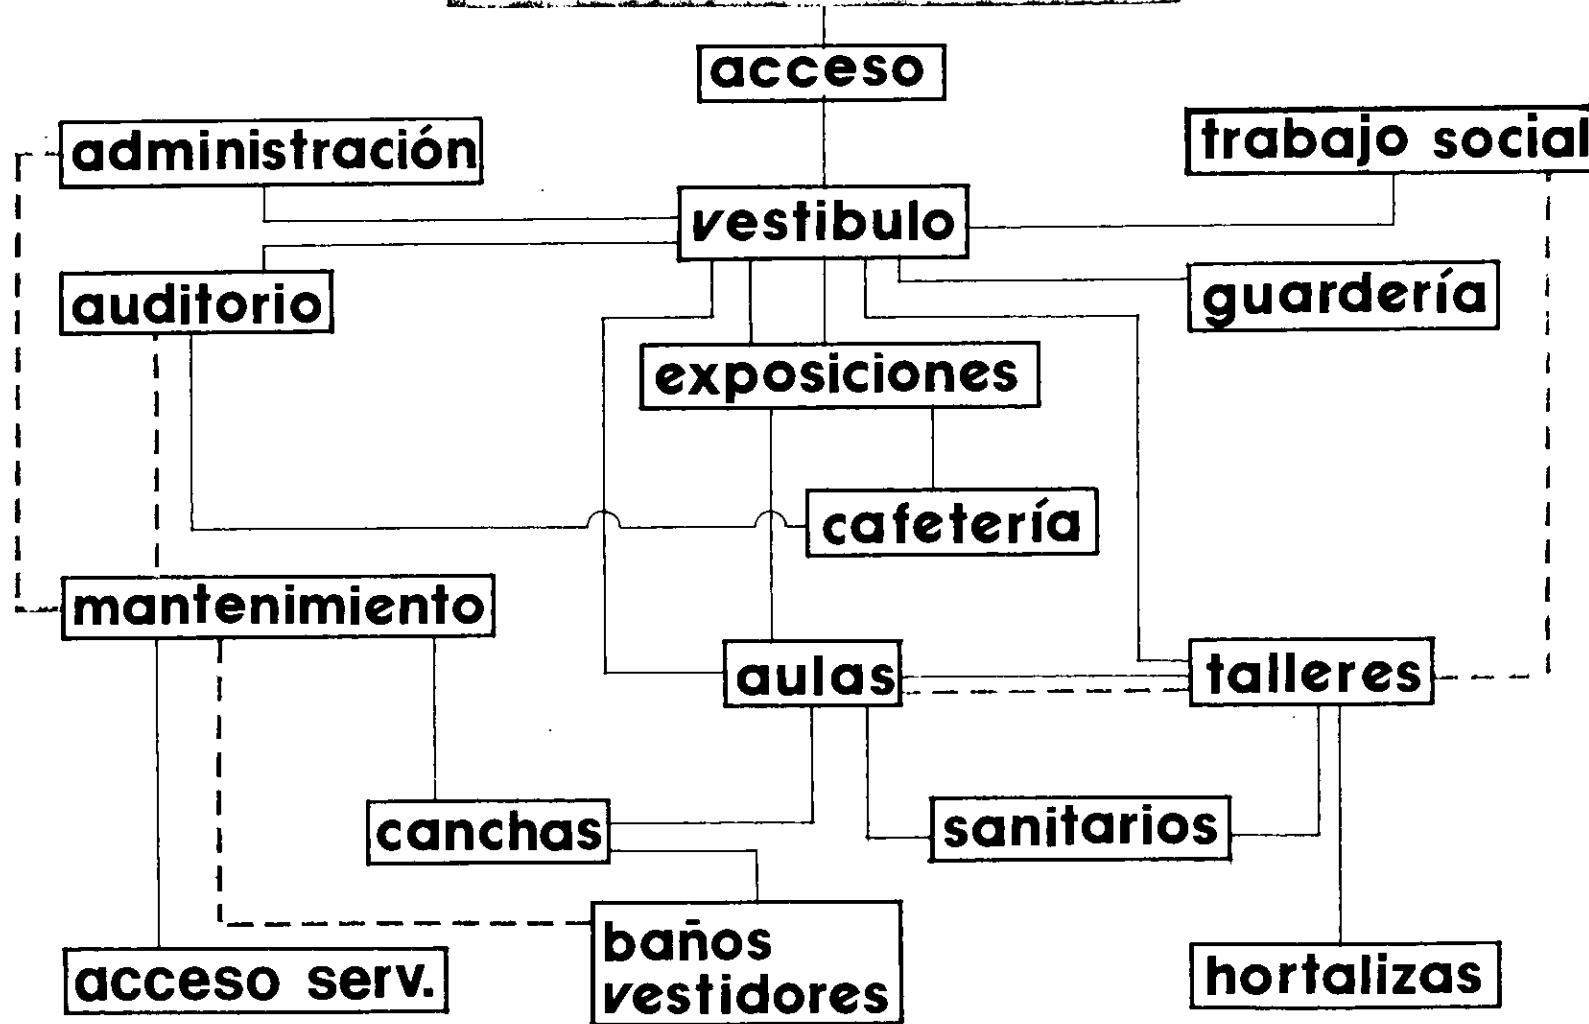 acceso
administración
trabajo social
vestibulo
auditorio
guardería
exposiciones
cafetería
mantenimiento
aulas
talleres
canchas
sanitarios
baños
vestidores
acceso serv.
hortalizas